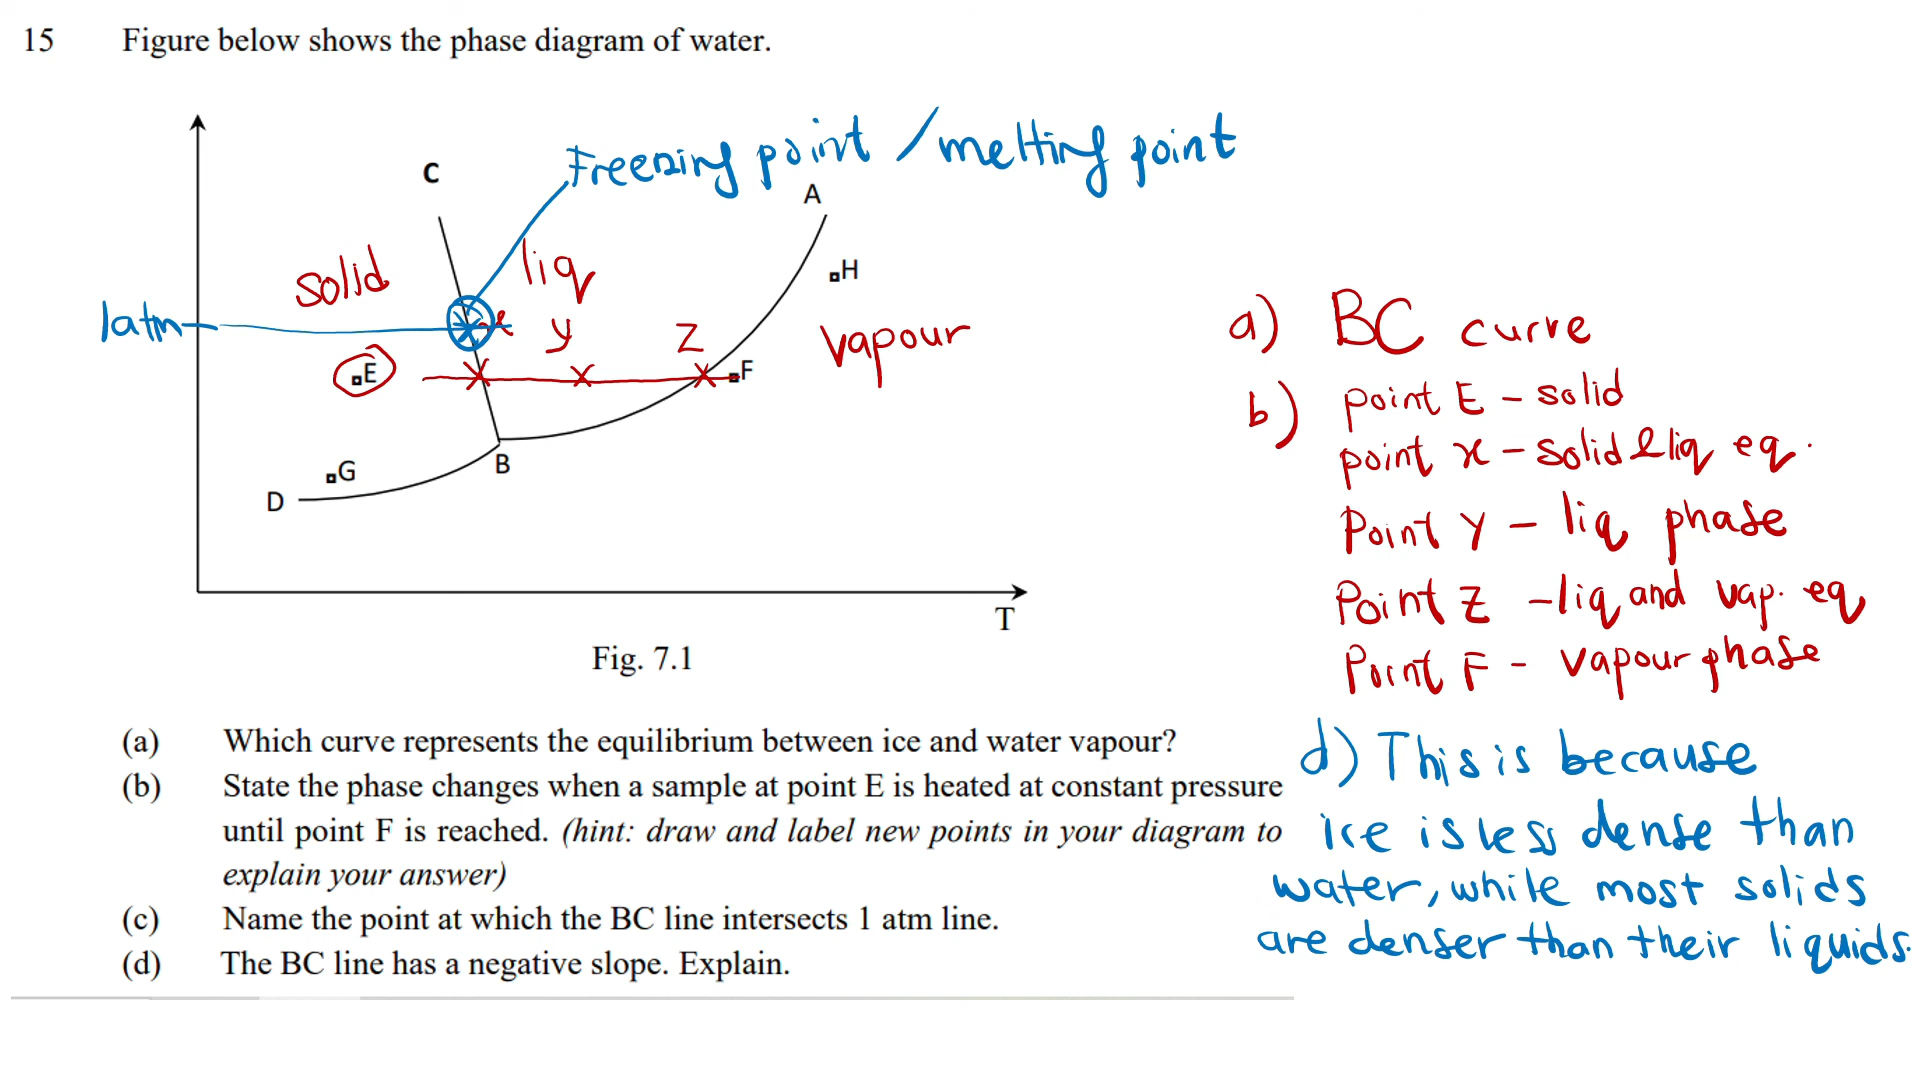 15 Figure below shows the phase diagram of water.
Freezing point / melting point
C
A
solid
liq
H
1atm
x
y
Z
vapour
E
F
G
B
D
T
Fig. 7.1
a) BC curve
b) point E - solid
point x - solid & liq eq.
Point Y - liq phase
Point Z - liq and vap. eq
Point F - vapour phase
(a) Which curve represents the equilibrium between ice and water vapour?
(b) State the phase changes when a sample at point E is heated at constant pressure
until point F is reached. (hint: draw and label new points in your diagram to
explain your answer)
(c) Name the point at which the BC line intersects 1 atm line.
(d) The BC line has a negative slope. Explain.
d) This is because
ice is less dense than
water, while most solids
are denser than their liquids.